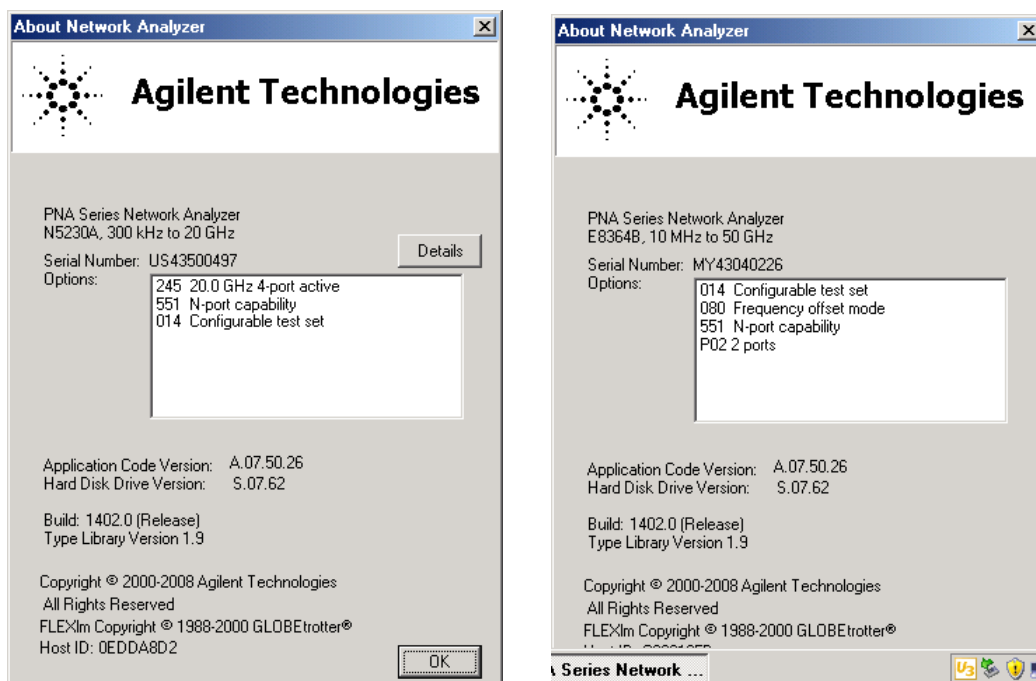 About Network Analyzer
Agilent Technologies
PNA Series Network Analyzer
N5230A, 300 kHz to 20 GHz
Details
Serial Number: US43500497
Options:
245 20.0 GHz 4-port active
551 N-port capability
014 Configurable test set
Application Code Version: A.07.50.26
Hard Disk Drive Version: S.07.62
Build: 1402.0 (Release)
Type Library Version 1.9
Copyright © 2000-2008 Agilent Technologies
All Rights Reserved
FLEXlm Copyright © 1988-2000 GLOBEtrotter®
Host ID: 0EDDA8D2
OK
About Network Analyzer
Agilent Technologies
PNA Series Network Analyzer
E8364B, 10 MHz to 50 GHz
Serial Number: MY43040226
Options:
014 Configurable test set
080 Frequency offset mode
551 N-port capability
P02 2 ports
Application Code Version: A.07.50.26
Hard Disk Drive Version: S.07.62
Build: 1402.0 (Release)
Type Library Version 1.9
Copyright © 2000-2008 Agilent Technologies
All Rights Reserved
FLEXlm Copyright © 1988-2000 GLOBEtrotter®
Series Network ...